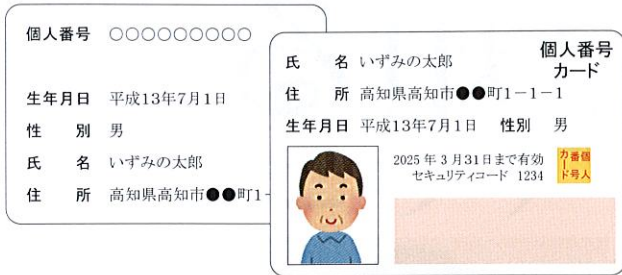 個人番号 ○○○○○○○○○
生年月日 平成13年7月1日
性 別 男
氏 名 いずみの太郎
住 所 高知県高知市●●町1-
個人番号
カード
氏 名 いずみの太郎
住 所 高知県高知市●●町1-1-1
生年月日 平成13年7月1日 性別 男
2025年3月31日まで有効
セキュリティコード 1234
個人
番号
カード